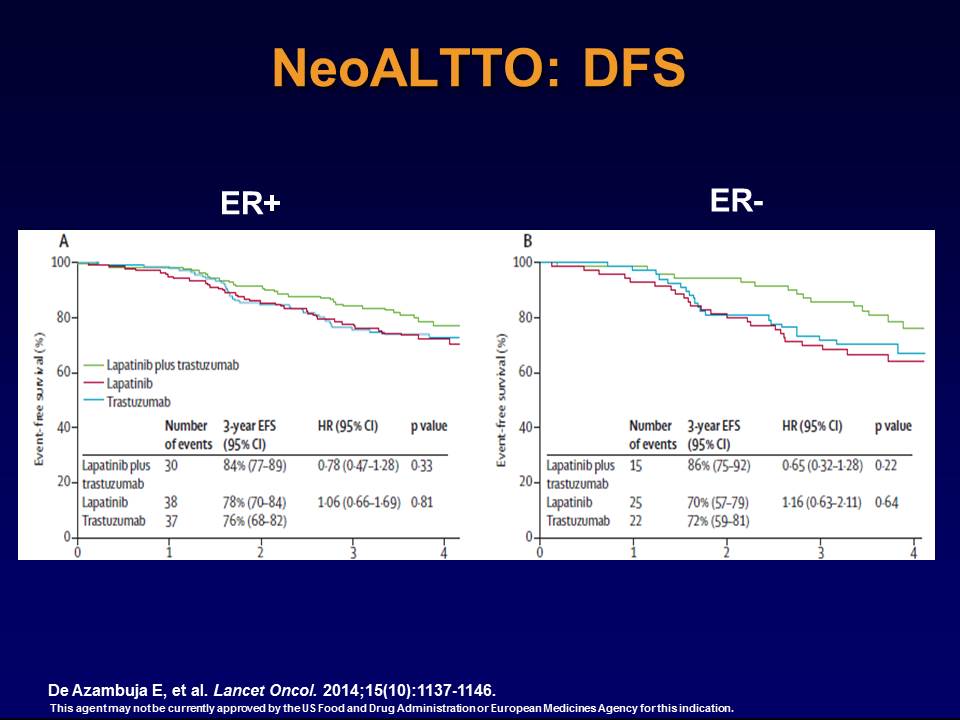 NeoALTTO: DFS
ER+
ER-
A
100
80
60
40
20
0
Event-free survival (%)
Lapatinib plus trastuzumab
Lapatinib
Trastuzumab
Number of events 3-year EFS (95% CI) HR (95% CI) p value
Lapatinib plus trastuzumab 30 84% (77–89) 0·78 (0·47–1·28) 0·33
Lapatinib 38 78% (70–84) 1·06 (0·66–1·69) 0·81
Trastuzumab 37 76% (68–82)
0 1 2 3 4
B
100
80
60
40
20
0
Event-free survival (%)
Number of events 3-year EFS (95% CI) HR (95% CI) p value
Lapatinib plus trastuzumab 15 86% (75–92) 0·65 (0·32–1·28) 0·22
Lapatinib 25 70% (57–79) 1·16 (0·63–2·11) 0·64
Trastuzumab 22 72% (59–81)
0 1 2 3 4
De Azambuja E, et al. Lancet Oncol. 2014;15(10):1137-1146.
This agent may not be currently approved by the US Food and Drug Administration or European Medicines Agency for this indication.